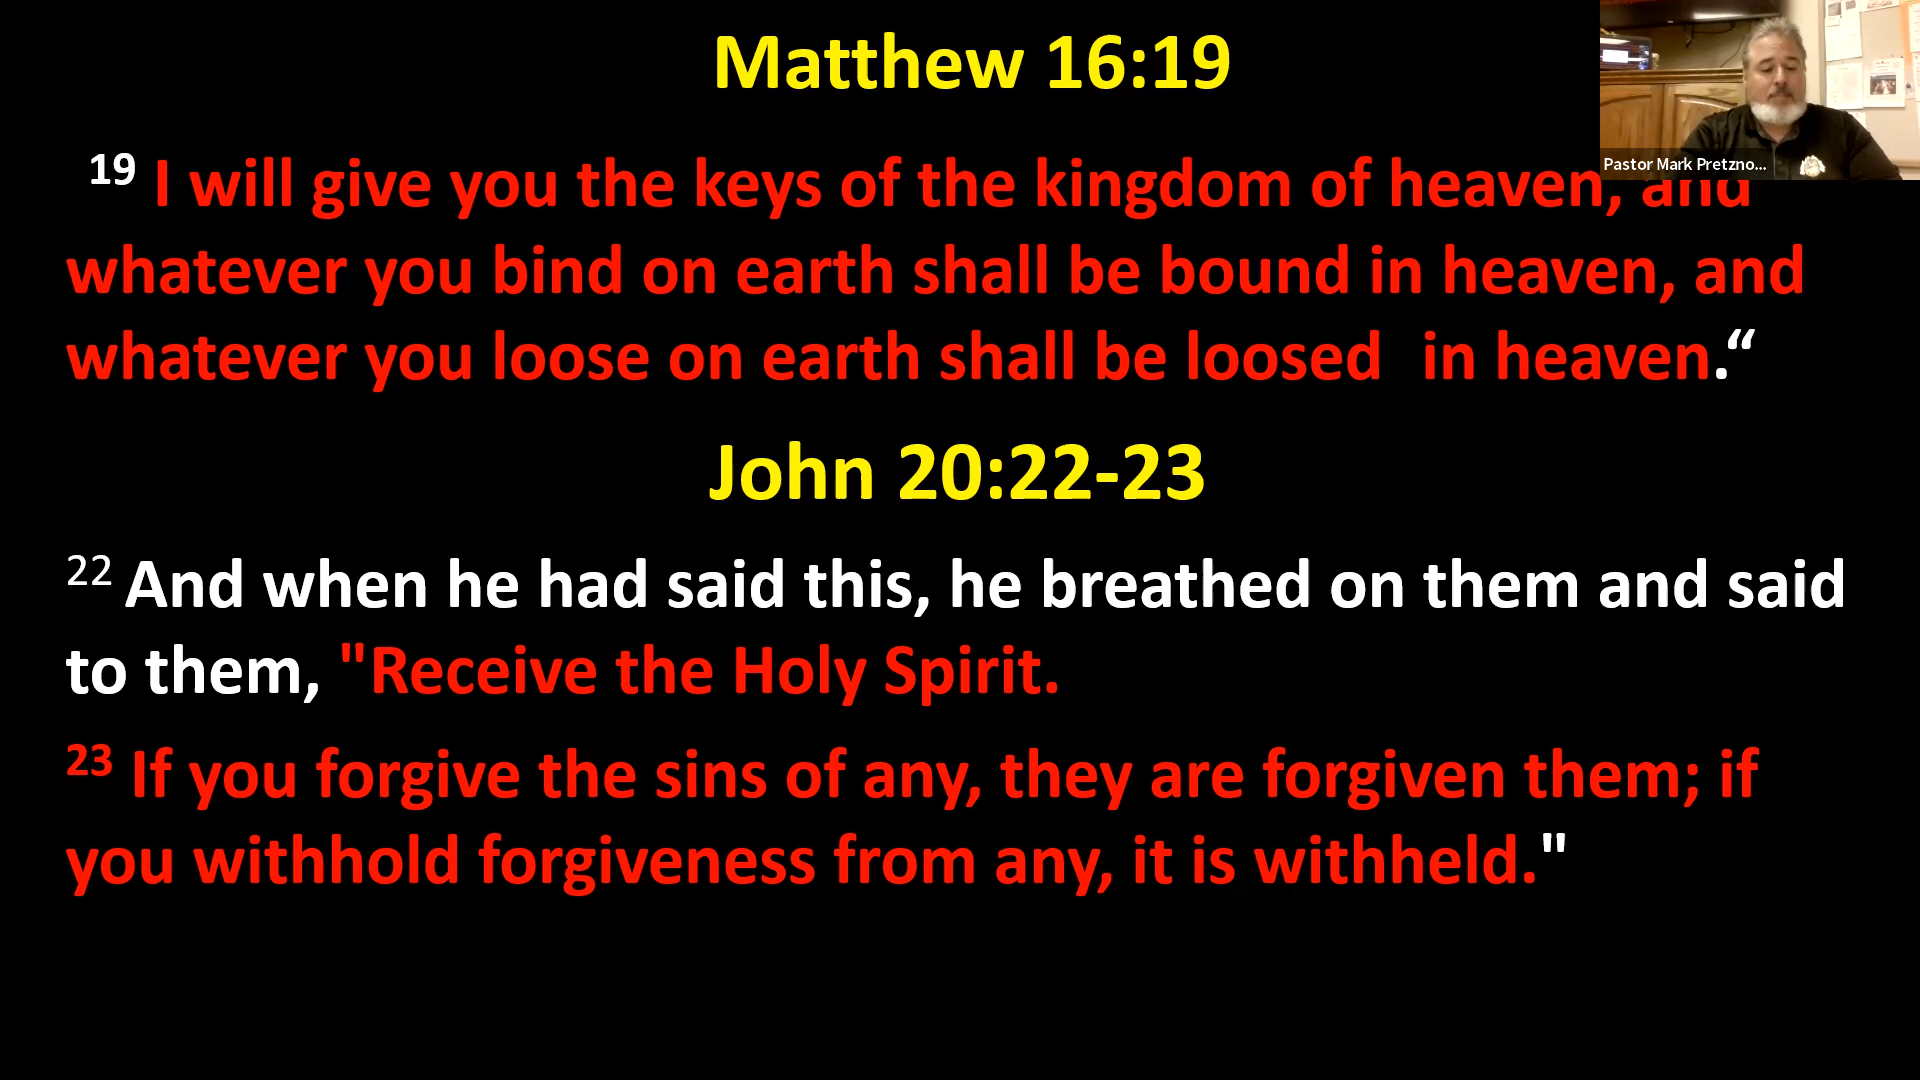 Matthew 16:19
19 I will give you the keys of the kingdom of heaven, and
Pastor Mark Pretzno...
whatever you bind on earth shall be bound in heaven, and
whatever you loose on earth shall be loosed in heaven.“
John 20:22-23
22 And when he had said this, he breathed on them and said
to them, "Receive the Holy Spirit.
23 If you forgive the sins of any, they are forgiven them; if
you withhold forgiveness from any, it is withheld."